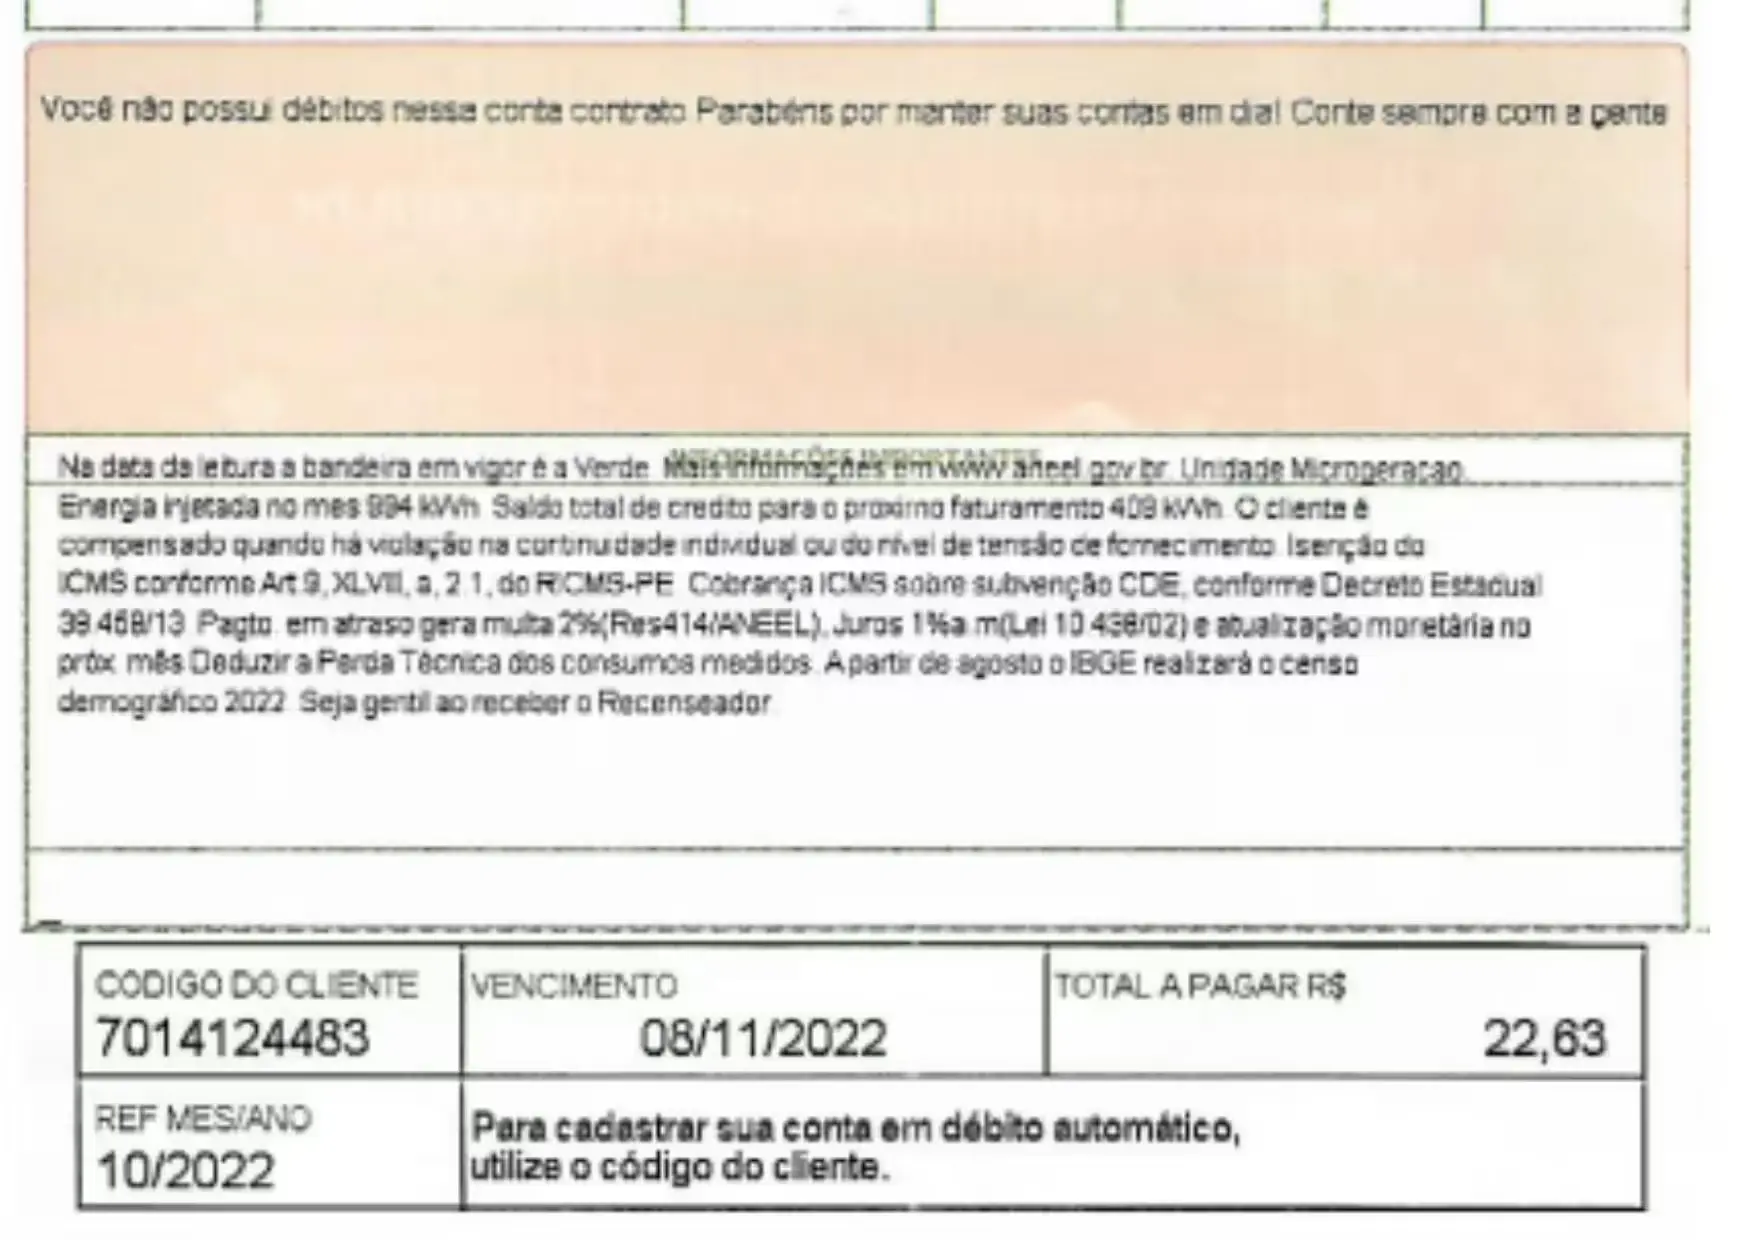 Você não possui débitos nessa conta contrato Parabéns por manter suas contas em dia! Conte sempre com a gente
INFORMAÇÕES IMPORTANTES
Na data da leitura a bandeira em vigor é a Verde. Mais informações em www.aneel.gov.br. Unidade Microgeraçao.
Energia injetada no mes 994 kWh. Saldo total de credito para o proximo faturamento 409 kWh. O cliente é
compensado quando há violação na continuidade individual ou do nível de tensão de fornecimento. Isenção do
ICMS conforme Art.9, XLVIII, a, 2.1, do RICMS-PE. Cobrança ICMS sobre subvenção CDE, conforme Decreto Estadual
39.458/13. Pagto. em atraso gera multa 2%(Res414/ANEEL), Juros 1%a.m(Lei 10.438/02) e atualização monetária no
próx. mês Deduzir a Perda Técnica dos consumos medidos. A partir de agosto o IBGE realizará o censo
demográfico 2022. Seja gentil ao receber o Recenseador.
CODIGO DO CLIENTE
7014124483
VENCIMENTO
08/11/2022
TOTAL A PAGAR R$
22,63
REF MES/ANO
10/2022
Para cadastrar sua conta em débito automático,
utilize o código do cliente.